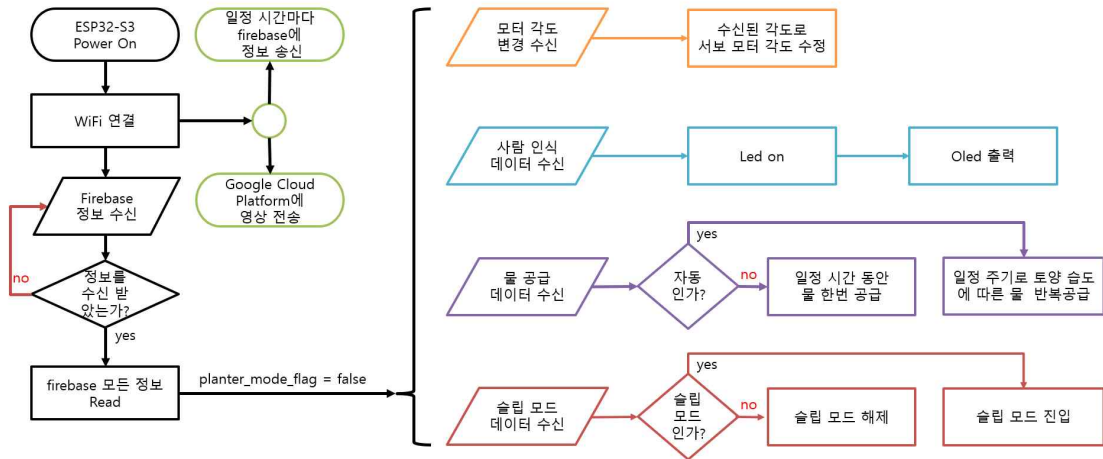 ESP32-S3
Power On
WiFi 연결
Firebase
정보 수신
no
정보를
수신 받
았는가?
yes
firebase 모든 정보
Read
일정 시간마다
firebase에
정보 송신
Google Cloud
Platform에
영상 전송
planter_mode_flag = false
모터 각도
변경 수신
수신된 각도로
서보 모터 각도 수정
사람 인식
데이터 수신
Led on
Oled 출력
물 공급
데이터 수신
자동
인가?
yes
no
일정 시간 동안
물 한번 공급
일정 주기로 토양 습도
에 따른 물 반복공급
슬립 모드
데이터 수신
슬립
모드
인가?
yes
no
슬립 모드 해제
슬립 모드 진입